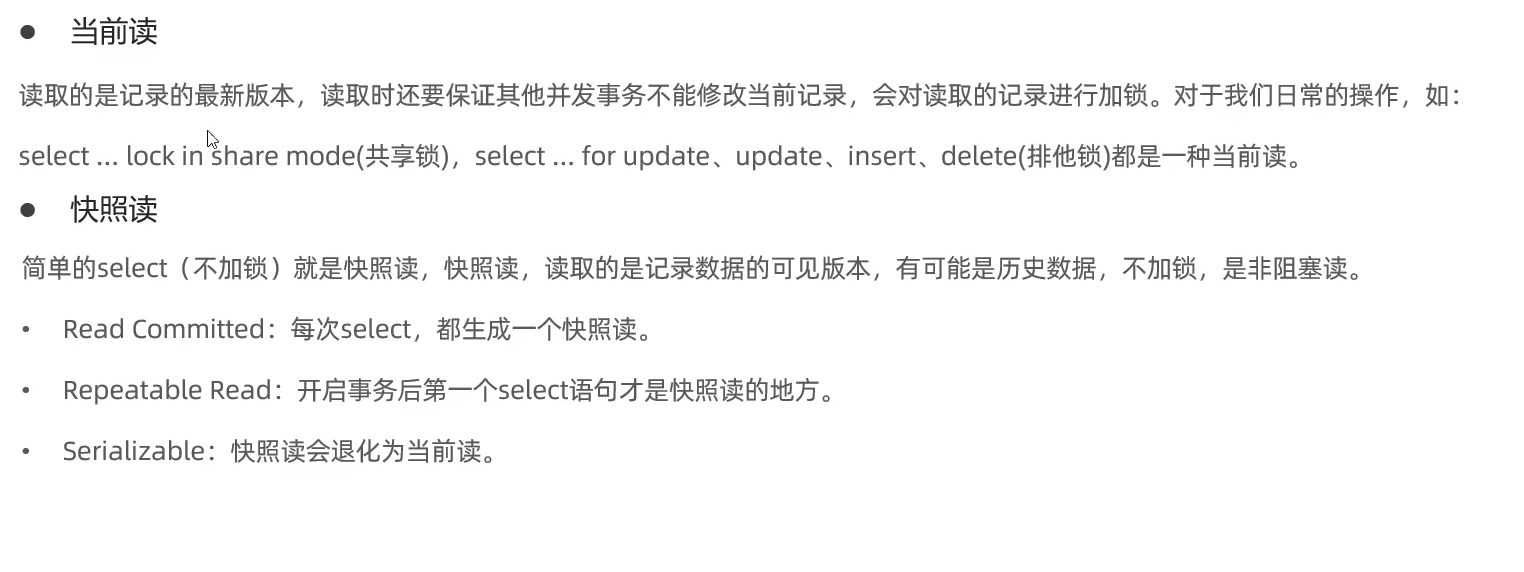 ● 当前读
读取的是记录的最新版本，读取时还要保证其他并发事务不能修改当前记录，会对读取的记录进行加锁。对于我们日常的操作，如：
select ... lock in share mode(共享锁)，select ... for update、update、insert、delete(排他锁)都是一种当前读。
● 快照读
简单的select（不加锁）就是快照读，快照读，读取的是记录数据的可见版本，有可能是历史数据，不加锁，是非阻塞读。
• Read Committed：每次select，都生成一个快照读。
• Repeatable Read：开启事务后第一个select语句才是快照读的地方。
• Serializable：快照读会退化为当前读。